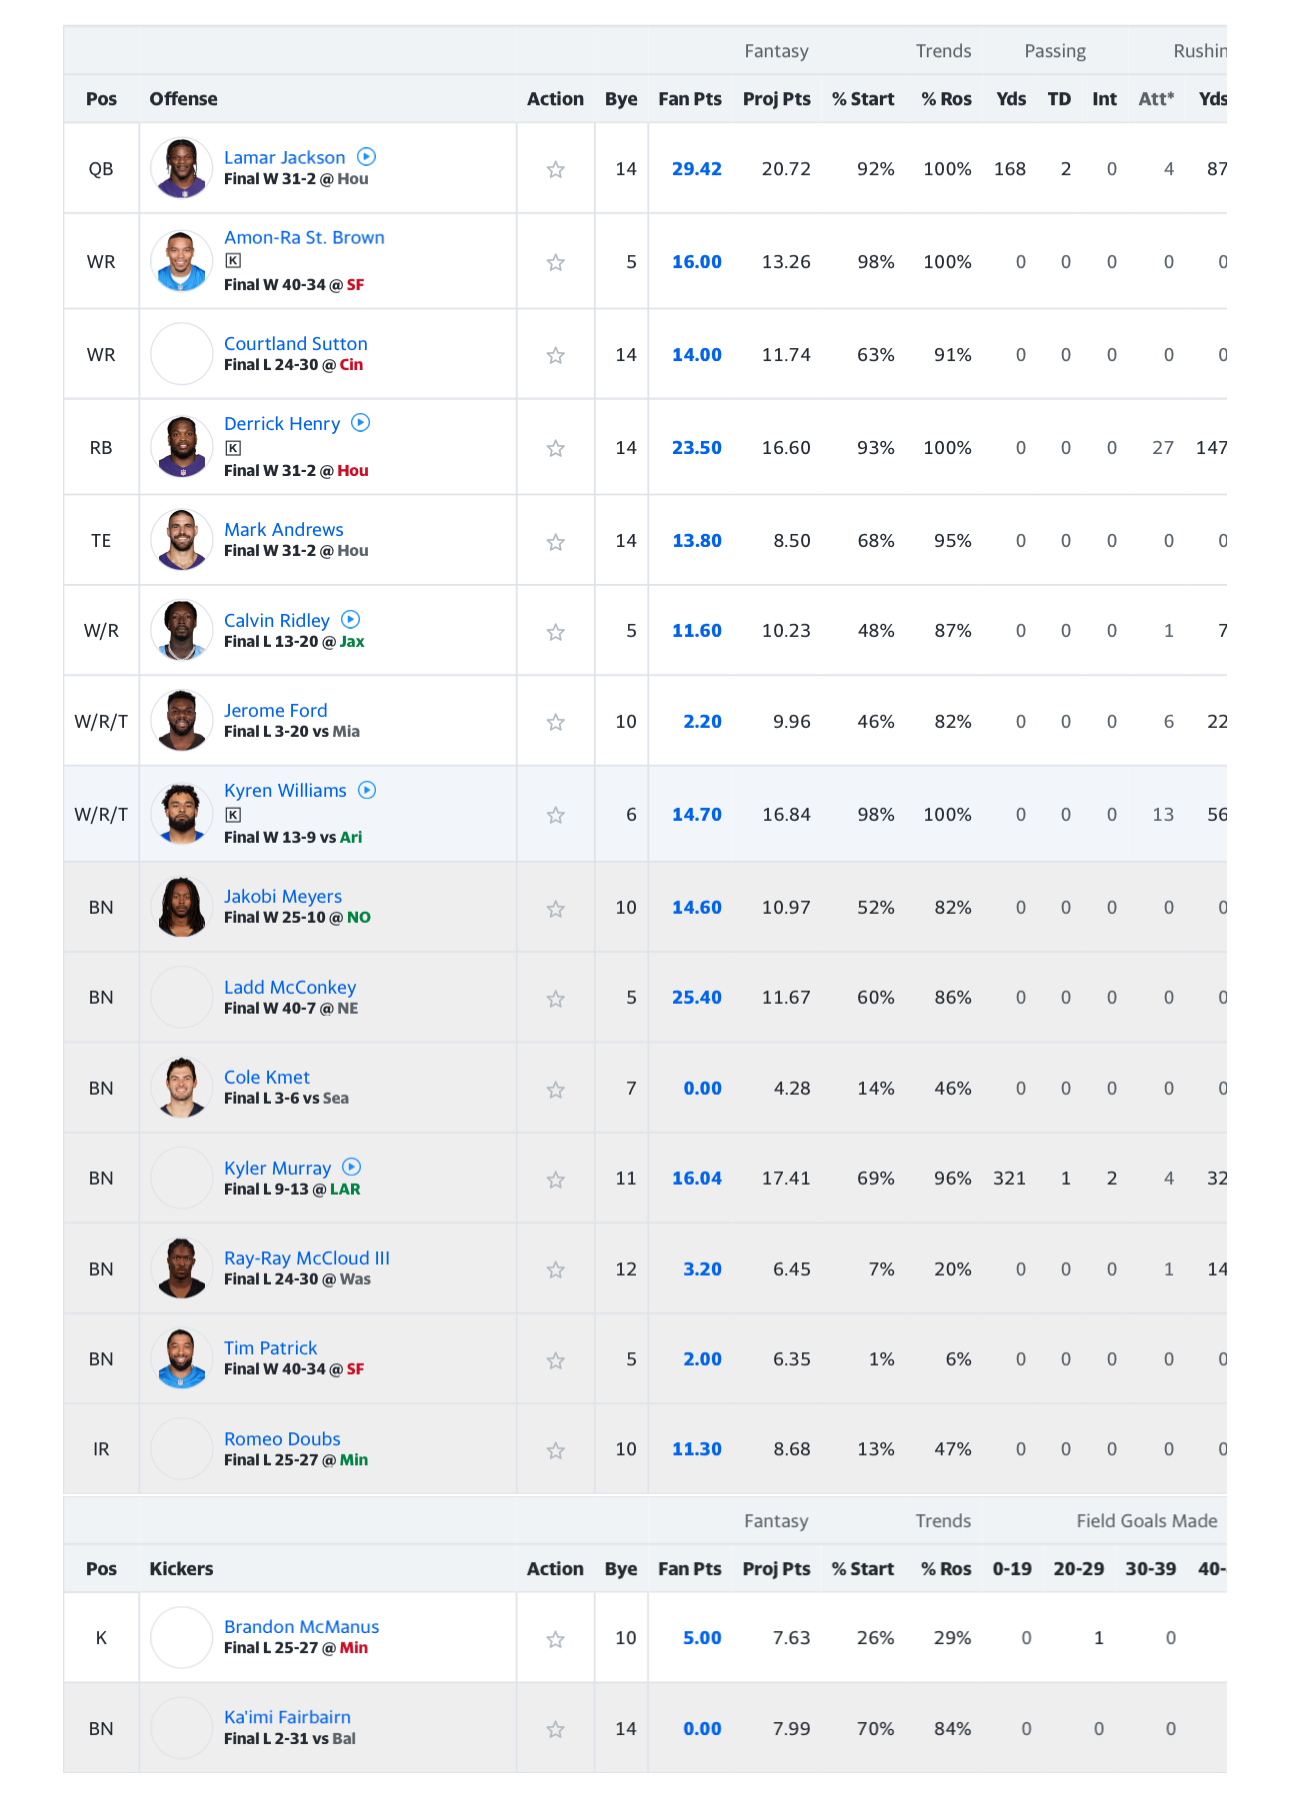 Fantasy Trends Passing Rushin
Pos Offense Action Bye Fan Pts Proj Pts % Start % Ros Yds TD Int Att* Yds
Lamar Jackson
QB 14 29.42 20.72 92% 100% 168 2 0 4 87
Final W 31-2 @ Hou
Amon-Ra St. Brown
WR K 5 16.00 13.26 98% 100% 0 0 0 0 0
Final W 40-34 @ SF
Courtland Sutton
WR 14 14.00 11.74 63% 91% 0 0 0 0 0
Final L 24-30 @ Cin
Derrick Henry
RB K 14 23.50 16.60 93% 100% 0 0 0 27 147
Final W 31-2 @ Hou
Mark Andrews
TE 14 13.80 8.50 68% 95% 0 0 0 0 0
Final W 31-2 @ Hou
Calvin Ridley
W/R 5 11.60 10.23 48% 87% 0 0 0 1 7
Final L 13-20 @ Jax
Jerome Ford
W/R/T 10 2.20 9.96 46% 82% 0 0 0 6 22
Final L 3-20 vs Mia
Kyren Williams
W/R/T K 6 14.70 16.84 98% 100% 0 0 0 13 56
Final W 13-9 vs Ari
Jakobi Meyers
BN 10 14.60 10.97 52% 82% 0 0 0 0 0
Final W 25-10 @ NO
Ladd McConkey
BN 5 25.40 11.67 60% 86% 0 0 0 0 0
Final W 40-7 @ NE
Cole Kmet
BN 7 0.00 4.28 14% 46% 0 0 0 0 0
Final L 3-6 vs Sea
Kyler Murray
BN 11 16.04 17.41 69% 96% 321 1 2 4 32
Final L 9-13 @ LAR
Ray-Ray McCloud III
BN 12 3.20 6.45 7% 20% 0 0 0 1 14
Final L 24-30 @ Was
Tim Patrick
BN 5 2.00 6.35 1% 6% 0 0 0 0 0
Final W 40-34 @ SF
Romeo Doubs
IR 10 11.30 8.68 13% 47% 0 0 0 0 0
Final L 25-27 @ Min
Fantasy Trends Field Goals Made
Pos Kickers Action Bye Fan Pts Proj Pts % Start % Ros 0-19 20-29 30-39 40-
Brandon McManus
K 10 5.00 7.63 26% 29% 0 1 0
Final L 25-27 @ Min
Ka'imi Fairbairn
BN 14 0.00 7.99 70% 84% 0 0 0
Final L 2-31 vs Bal